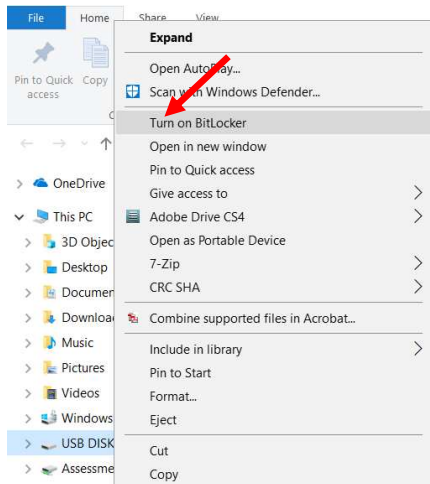 File Home Share View
Pin to Quick access
Copy
Expand
Open AutoPlay...
Scan with Windows Defender...
Turn on BitLocker
Open in new window
Pin to Quick access
Give access to
Adobe Drive CS4
Open as Portable Device
7-Zip
CRC SHA
Combine supported files in Acrobat...
Include in library
Pin to Start
Format...
Eject
Cut
Copy
OneDrive
This PC
3D Objec
Desktop
Documen
Downloa
Music
Pictures
Videos
Windows
USB DISK
Assessme